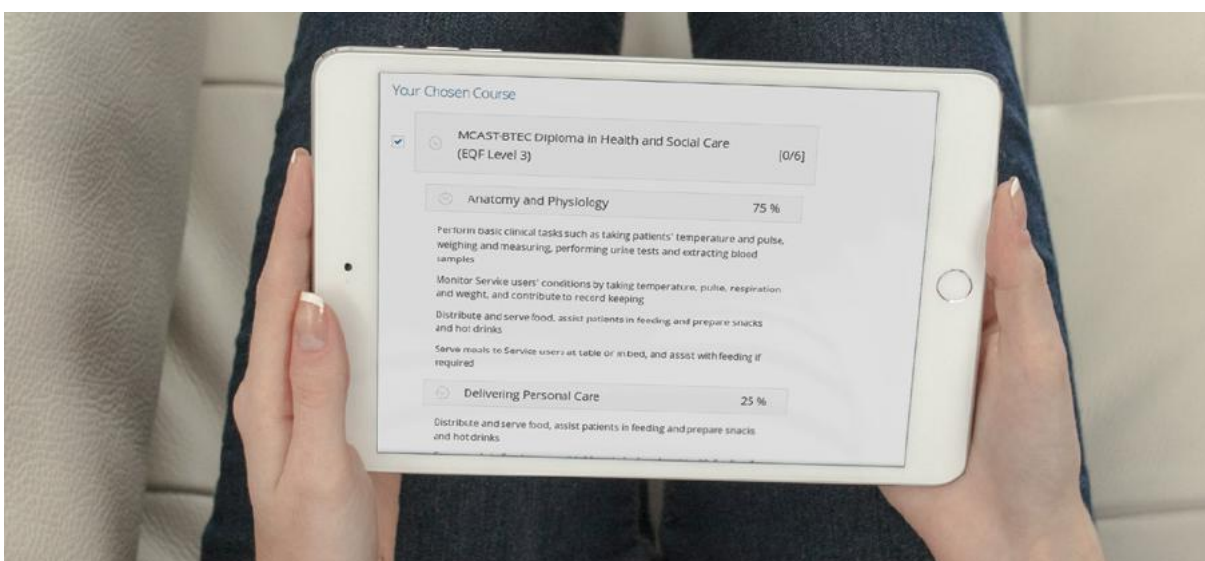 Your Chosen Course
MCAST-BTEC Diploma in Health and Social Care
(EQF Level 3)
[0/6]
Anatomy and Physiology
75 %
Perform basic clinical tasks such as taking patients' temperature and pulse,
weighing and measuring, performing urine tests and extracting blood
samples
Monitor Service users' conditions by taking temperature, pulse, respiration
and weight, and contribute to record keeping
Distribute and serve food, assist patients in feeding and prepare snacks
and hot drinks
Serve meals to Service users at table or in bed, and assist with feeding if
required
Delivering Personal Care
25 %
Distribute and serve food, assist patients in feeding and prepare snacks
and hot drinks